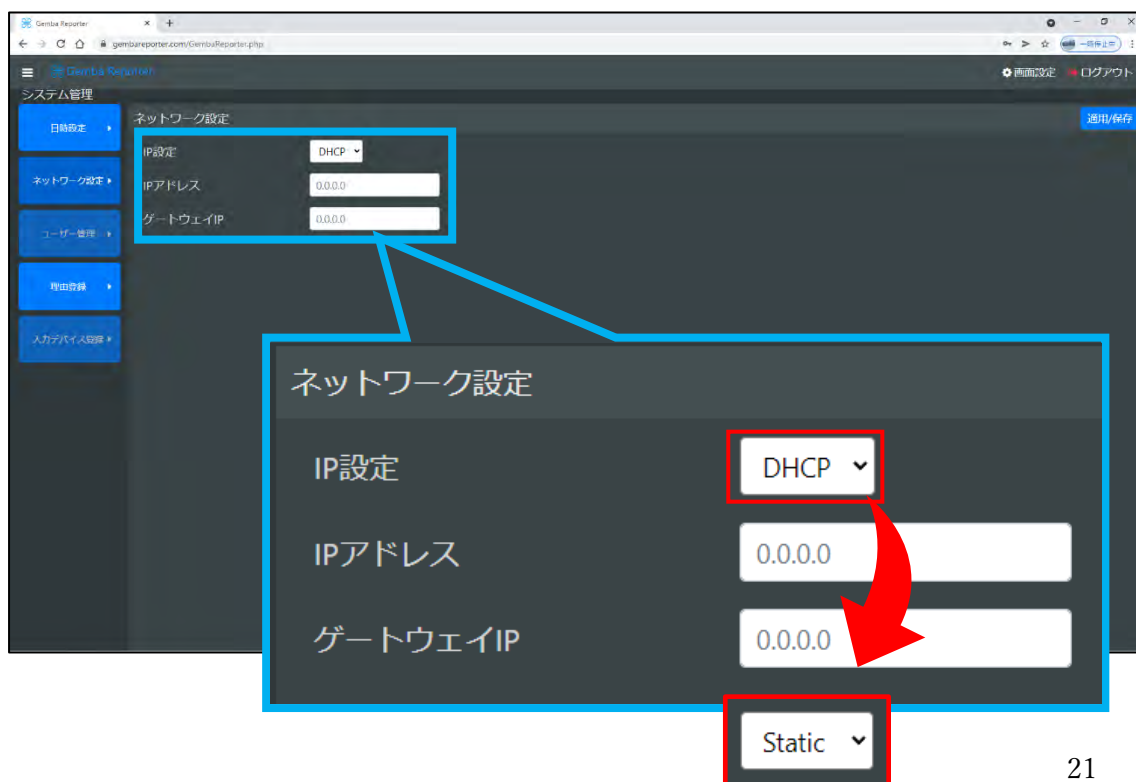 Gemba Reporter
gembareporter.com/GembaReporter.php
一時停止中
Gemba Reporter
画面設定
ログアウト
システム管理
日時設定
ネットワーク設定
ユーザー管理
理由登録
入力デバイス登録
ネットワーク設定
適用/保存
IP設定
DHCP
IPアドレス
0.0.0.0
ゲートウェイIP
0.0.0.0
ネットワーク設定
IP設定
DHCP
IPアドレス
0.0.0.0
ゲートウェイIP
0.0.0.0
Static
21